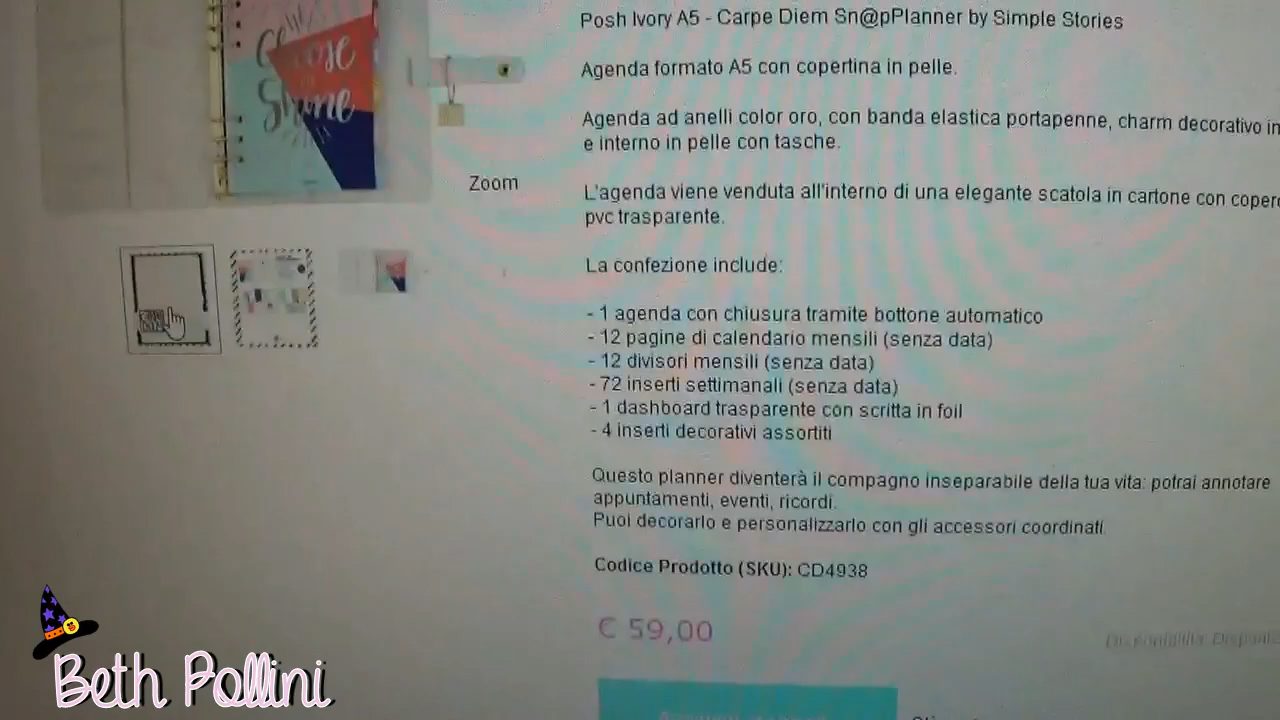 Posh Ivory A5 - Carpe Diem Sn@pPlanner by Simple Stories
Agenda formato A5 con copertina in pelle.
Agenda ad anelli color oro, con banda elastica portapenne, charm decorativo in
e interno in pelle con tasche.
L'agenda viene venduta all'interno di una elegante scatola in cartone con coper
pvc trasparente.
La confezione include:
- 1 agenda con chiusura tramite bottone automatico
- 12 pagine di calendario mensili (senza data)
- 12 divisori mensili (senza data)
- 72 inserti settimanali (senza data)
- 1 dashboard trasparente con scritta in foil
- 4 inserti decorativi assortiti
Questo planner diventerà il compagno inseparabile della tua vita: potrai annotare
appuntamenti, eventi, ricordi.
Puoi decorarlo e personalizzarlo con gli accessori coordinati.
Codice Prodotto (SKU): CD4938
€ 59,00
Choose
Shine
Zoom
Beth Pollini